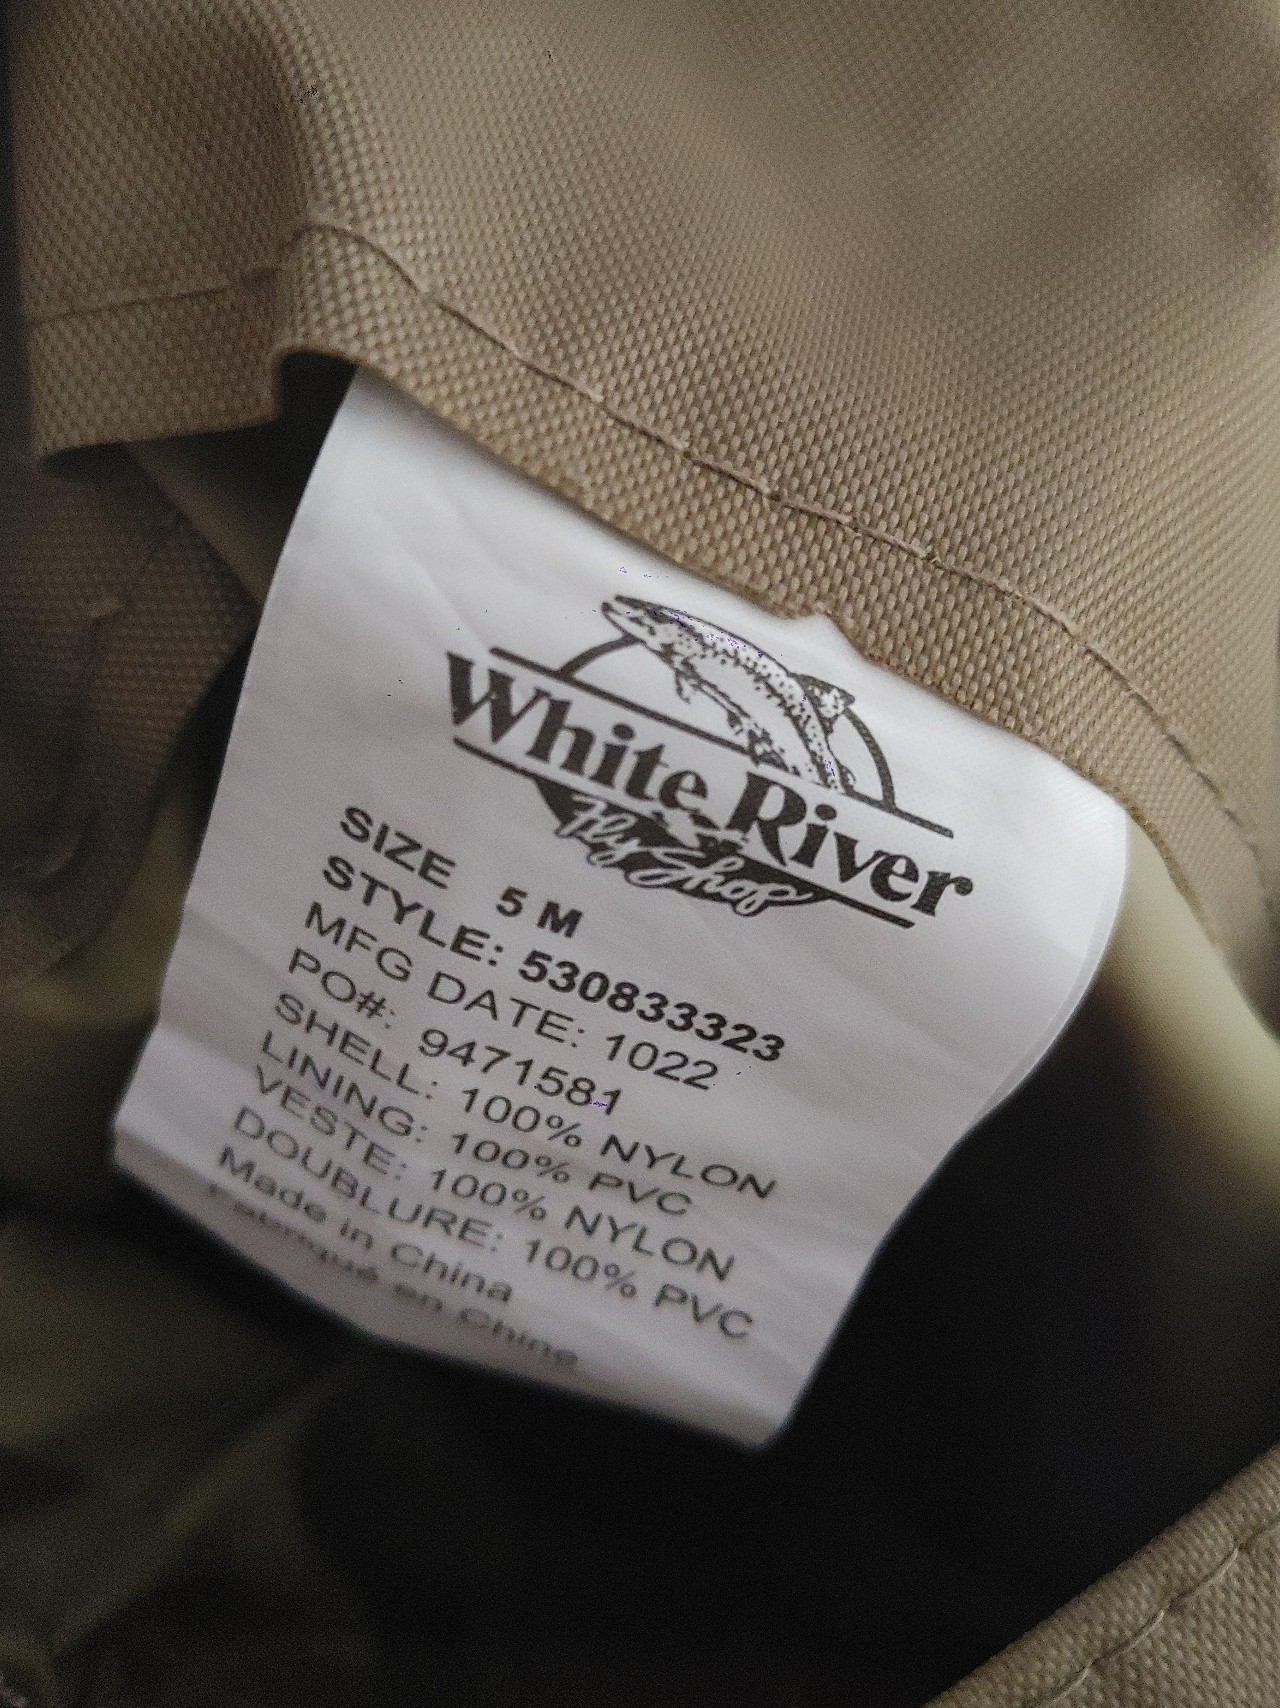 White River
Fly Shop
SIZE 5 M
STYLE: 530833323
MFG DATE: 1022
PO#: 9471581
SHELL: 100% NYLON
LINING: 100% PVC
VESTE: 100% NYLON
DOUBLURE: 100% PVC
Made in China
Fabriqué en Chine